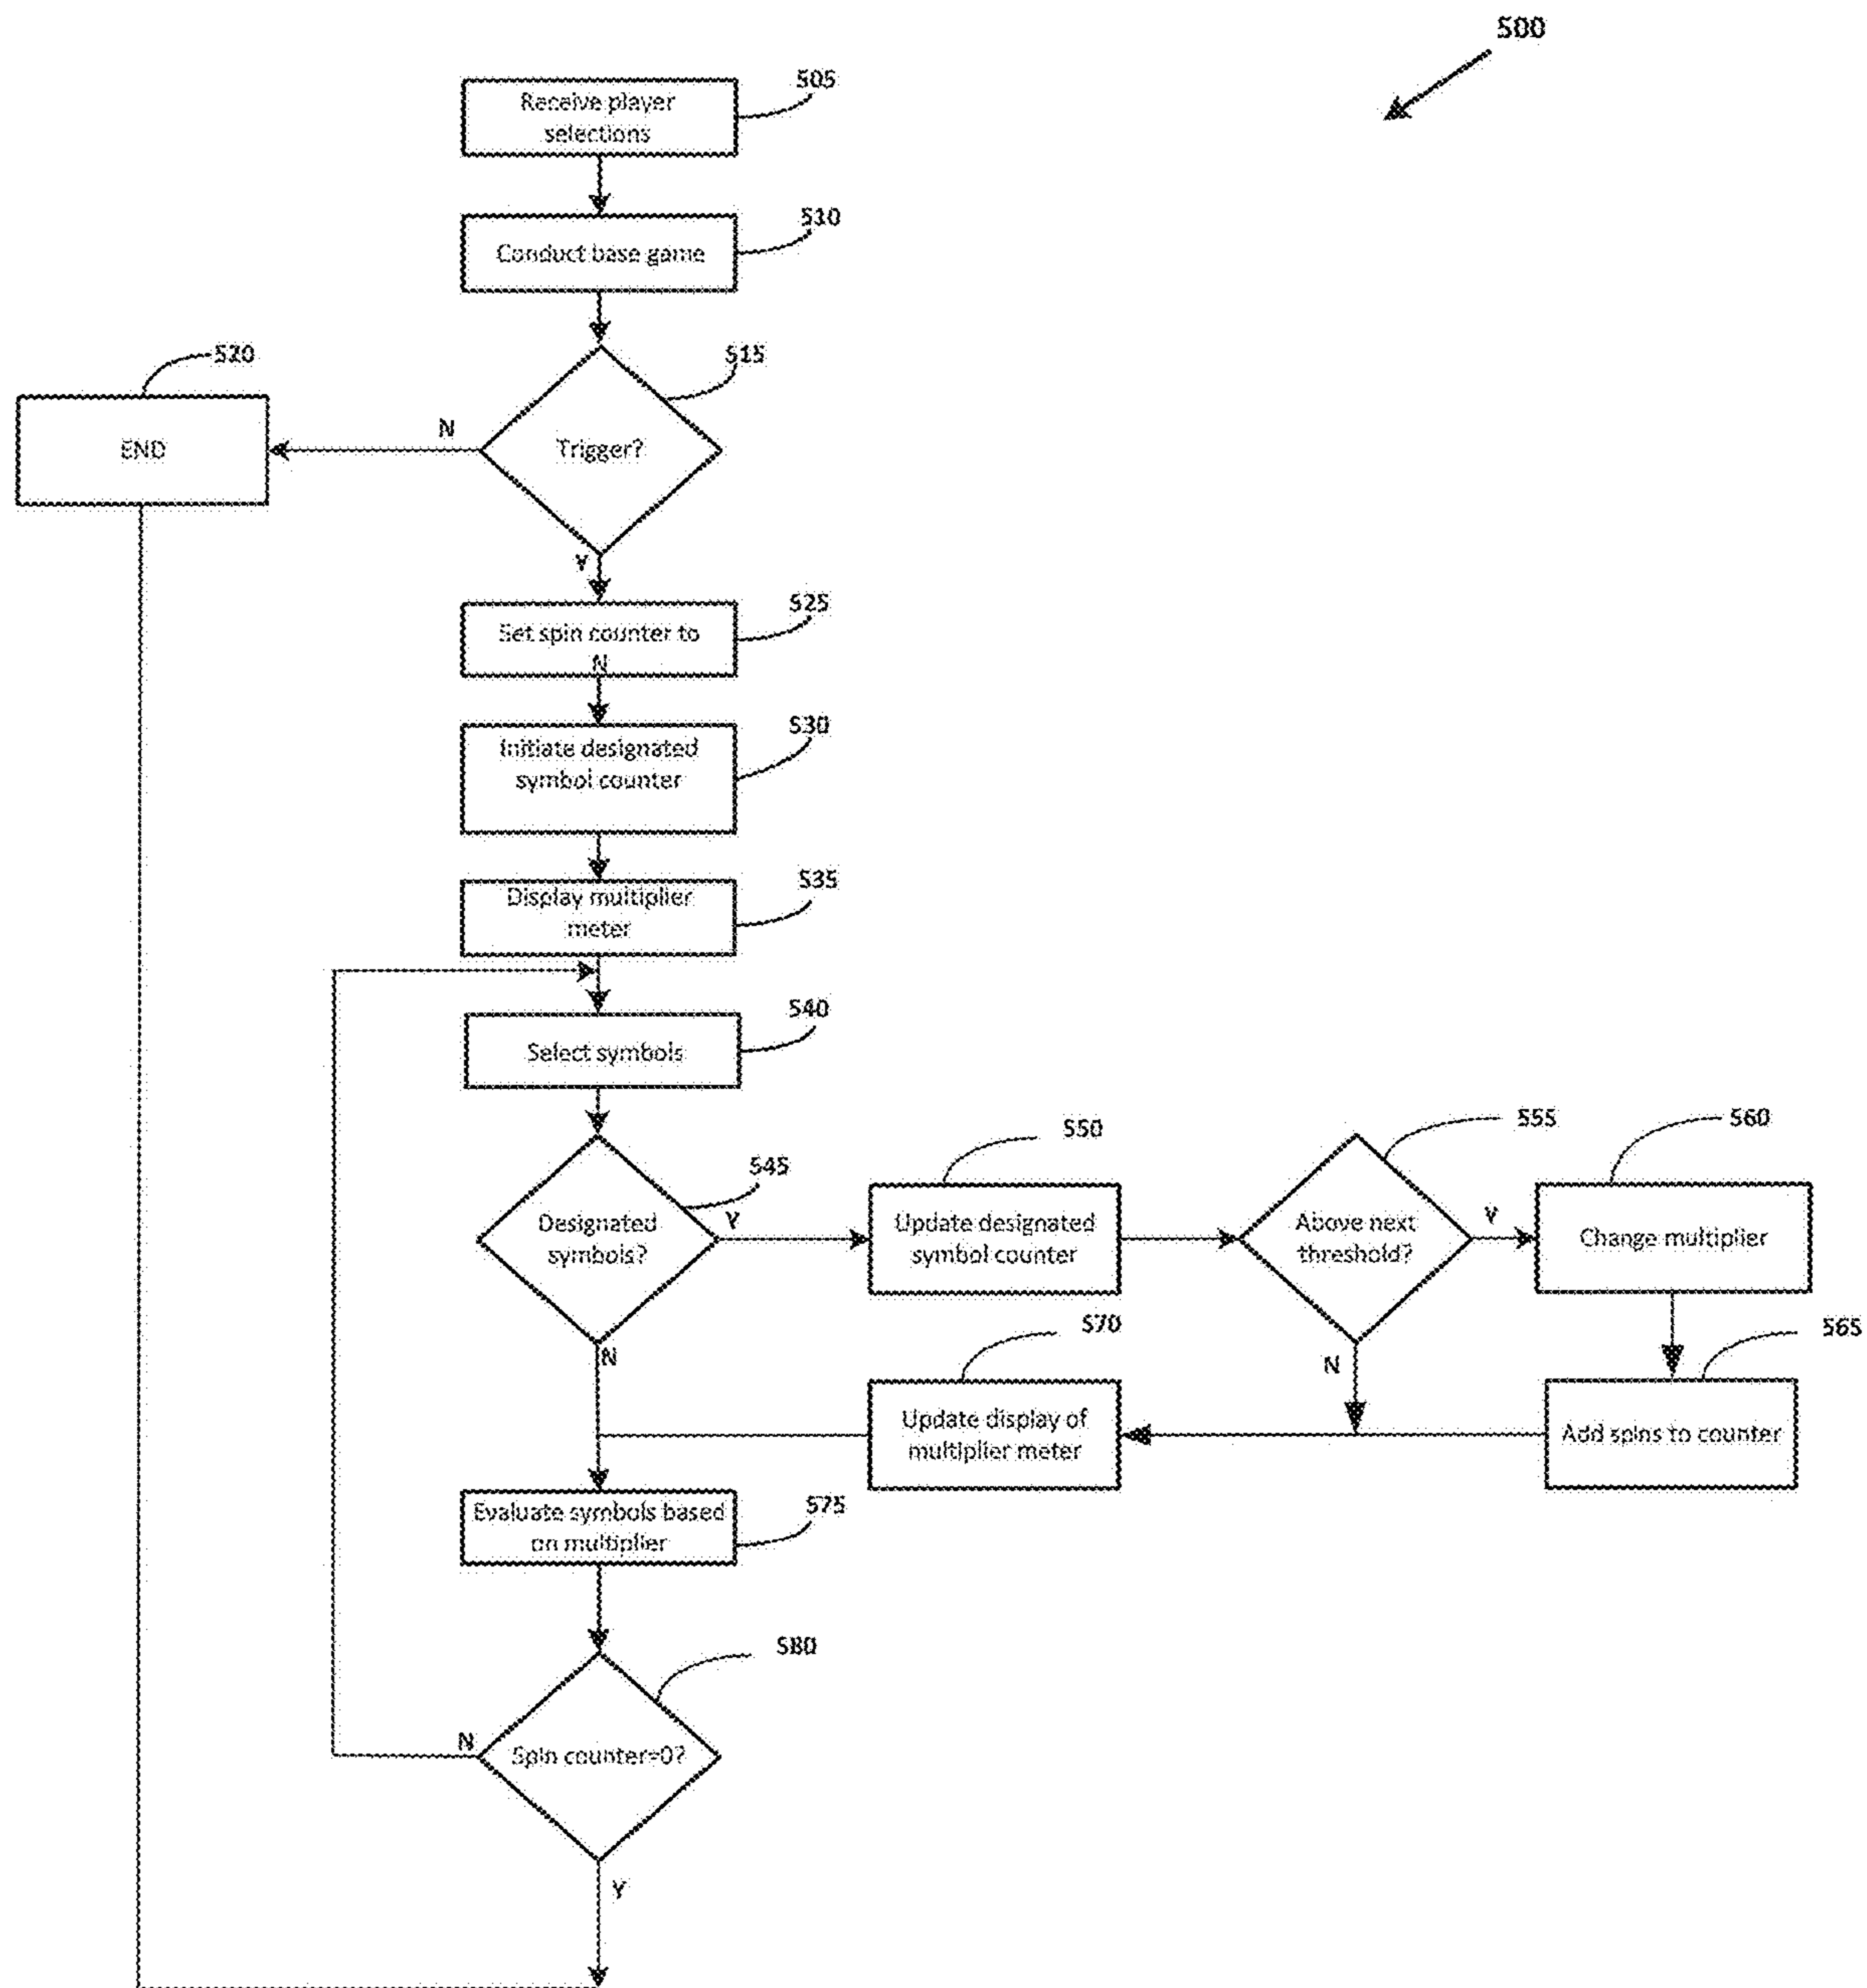 500
505
Receive player
selections
510
Conduct base game
520
515
END
N
Trigger?
Y
525
Set spin counter to
N
530
Initiate designated
symbol counter
535
Display multiplier
meter
540
Select symbols
545
Designated
symbols?
Y
550
Update designated
symbol counter
555
Above next
threshold?
Y
560
Change multiplier
N
570
Update display of
multiplier meter
N
565
Add spins to counter
575
Evaluate symbols based
on multiplier
580
N
Spin counter=0?
Y